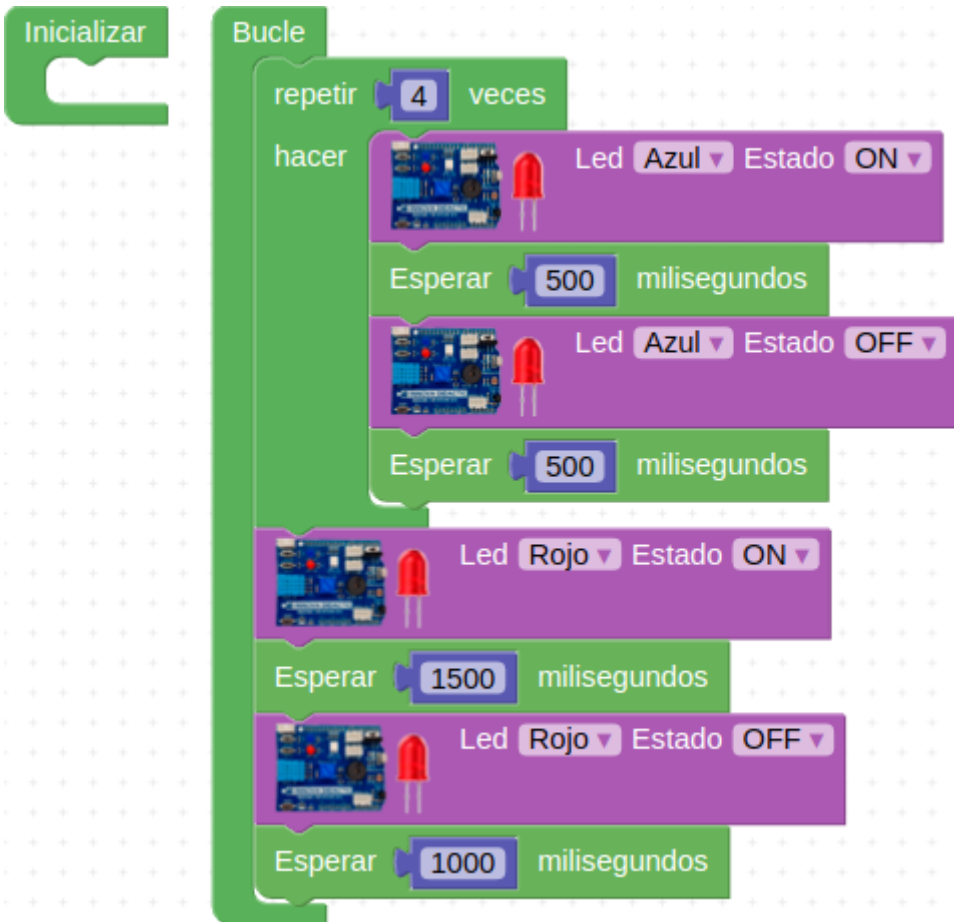 Inicializar
Bucle
repetir 4 veces
hacer
Led Azul Estado ON
Esperar 500 milisegundos
Led Azul Estado OFF
Esperar 500 milisegundos
Led Rojo Estado ON
Esperar 1500 milisegundos
Led Rojo Estado OFF
Esperar 1000 milisegundos